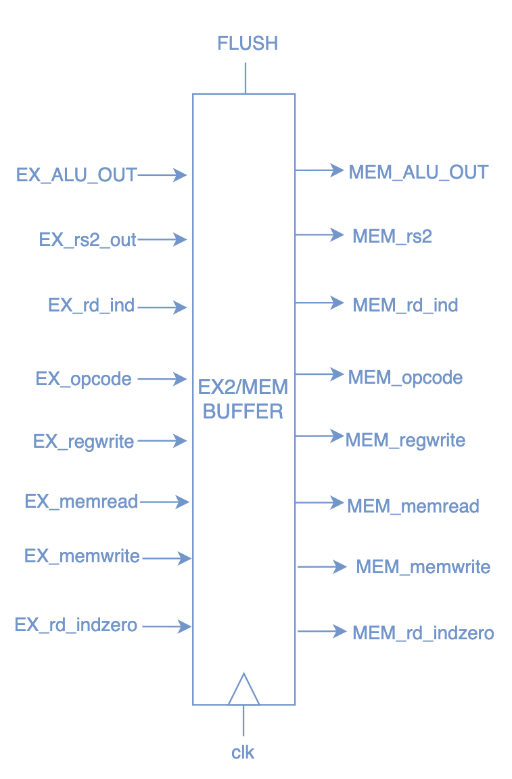 FLUSH
EX_ALU_OUT
MEM_ALU_OUT
EX_rs2_out
MEM_rs2
EX_rd_ind
MEM_rd_ind
EX_opcode
MEM_opcode
EX2/MEM
BUFFER
EX_regwrite
MEM_regwrite
EX_memread
MEM_memread
EX_memwrite
MEM_memwrite
EX_rd_indzero
MEM_rd_indzero
clk